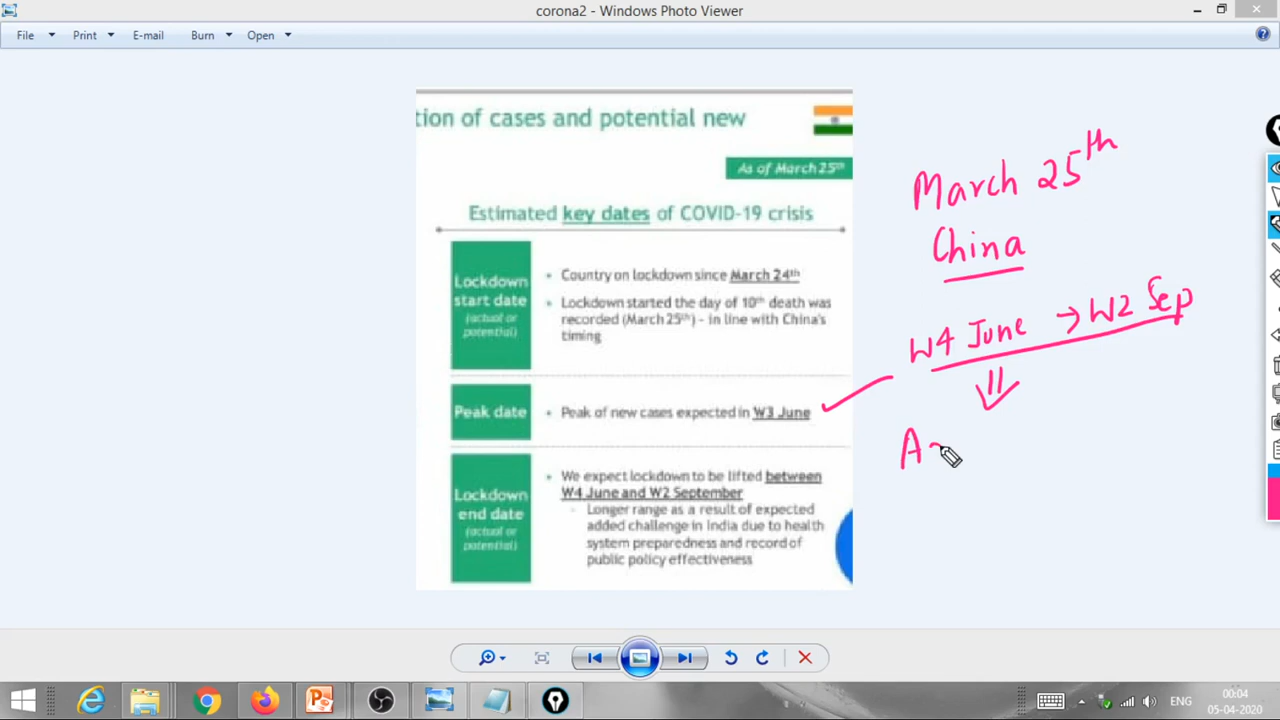 corona2 - Windows Photo Viewer
File Print E-mail Burn Open
tion of cases and potential new
As of March 25th
Estimated key dates of COVID-19 crisis
Lockdown start date (actual or potential)
• Country on lockdown since March 24th
• Lockdown started the day of 10th death was
recorded (March 25th) - in line with China's
timing
Peak date
• Peak of new cases expected in W3 June
Lockdown end date (actual or potential)
• We expect lockdown to be lifted between
W4 June and W2 September
- Longer range as a result of expected
added challenge in India due to health
system preparedness and record of
public policy effectiveness
March 25th
China
W4 June → W2 Sep
A
ENG
00:04
05-04-2020